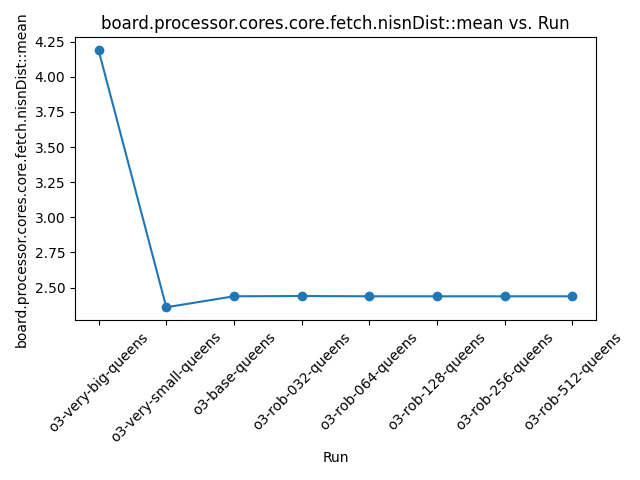 board.processor.cores.core.fetch.nisnDist::mean vs. Run
board.processor.cores.core.fetch.nisnDist::mean
4.25
4.00
3.75
3.50
3.25
3.00
2.75
2.50
o3-very-big-queens
o3-very-small-queens
o3-base-queens
o3-rob-032-queens
o3-rob-064-queens
o3-rob-128-queens
o3-rob-256-queens
o3-rob-512-queens
Run